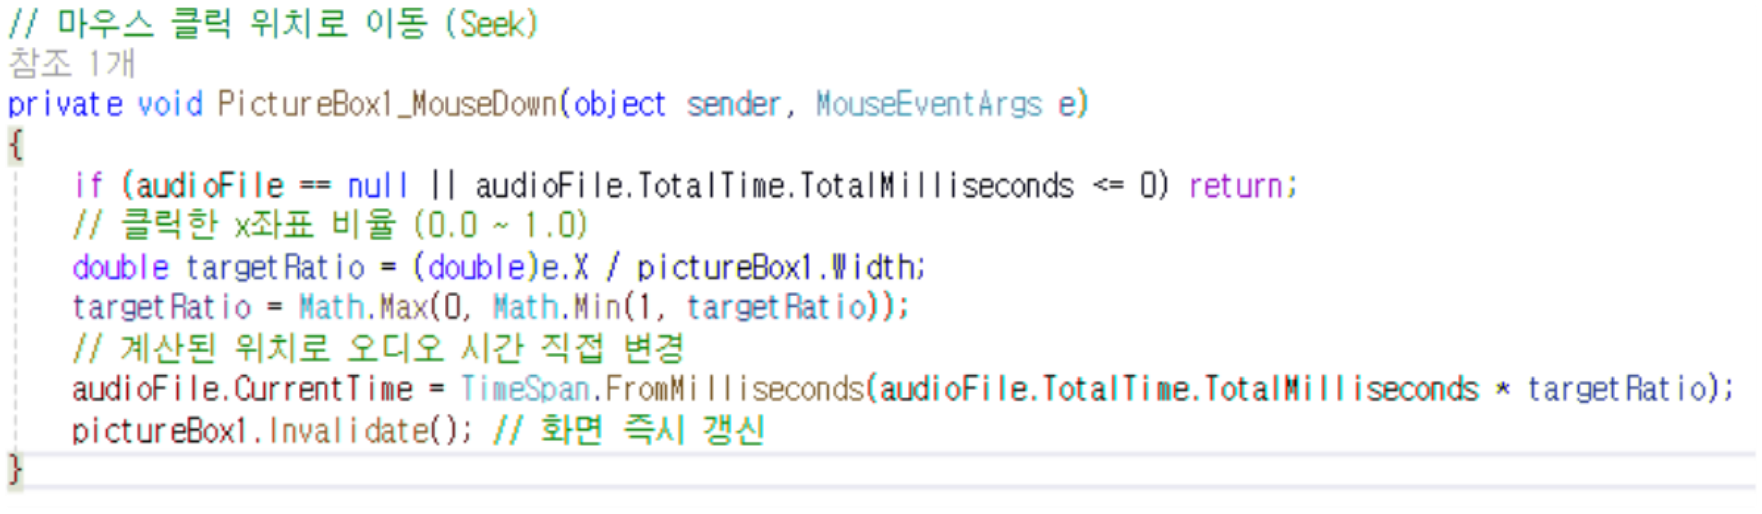 // 마우스 클릭 위치로 이동 (Seek)
참조 1개
private void PictureBox1_MouseDown(object sender, MouseEventArgs e)
{
if (audioFile == null || audioFile.TotalTime.TotalMilliseconds <= 0) return;
// 클릭한 x좌표 비율 (0.0 ~ 1.0)
double targetRatio = (double)e.X / pictureBox1.Width;
targetRatio = Math.Max(0, Math.Min(1, targetRatio));
// 계산된 위치로 오디오 시간 직접 변경
audioFile.CurrentTime = TimeSpan.FromMilliseconds(audioFile.TotalTime.TotalMilliseconds * targetRatio);
pictureBox1.Invalidate(); // 화면 즉시 갱신
}